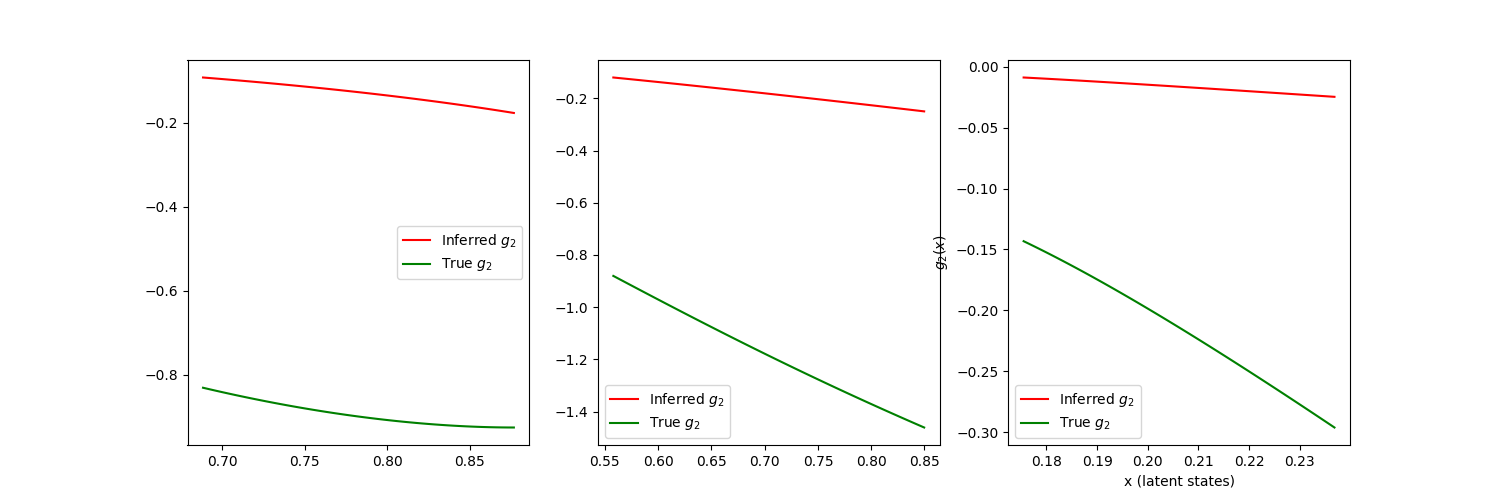 −0.2
−0.4
−0.6
−0.8
0.70 0.75 0.80 0.85
Inferred g₂
True g₂
−0.2
−0.4
−0.6
−0.8
−1.0
−1.2
−1.4
0.55 0.60 0.65 0.70 0.75 0.80 0.85
Inferred g₂
True g₂
g₂(x)
0.00
−0.05
−0.10
−0.15
−0.20
−0.25
−0.30
0.18 0.19 0.20 0.21 0.22 0.23
x (latent states)
Inferred g₂
True g₂